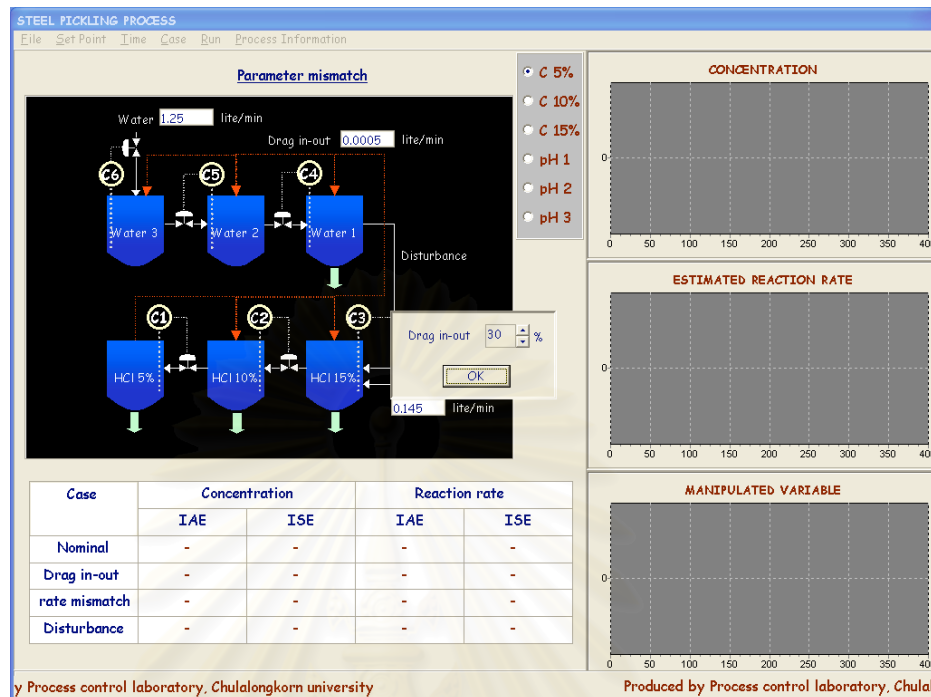 STEEL PICKLING PROCESS
File Set Point Time Case Run Process Information
Parameter mismatch
Water 1.25 lite/min
Drag in-out 0.0005 lite/min
C6 C5 C4
Water 3 Water 2 Water 1
Disturbance
C1 C2 C3
HCl 5% HCl 10% HCl 15%
Drag in-out 30 %
OK
0.145 lite/min
C 5%
C 10%
C 15%
pH 1
pH 2
pH 3
CONCENTRATION
0
0 50 100 150 200 250 300 350 40
ESTIMATED REACTION RATE
0
0 50 100 150 200 250 300 350 40
MANIPULATED VARIABLE
0
0 50 100 150 200 250 300 350 40
Case Concentration Reaction rate
IAE ISE IAE ISE
Nominal - - - -
Drag in-out - - - -
rate mismatch - - - -
Disturbance - - - -
y Process control laboratory, Chulalongkorn university
Produced by Process control laboratory, Chula